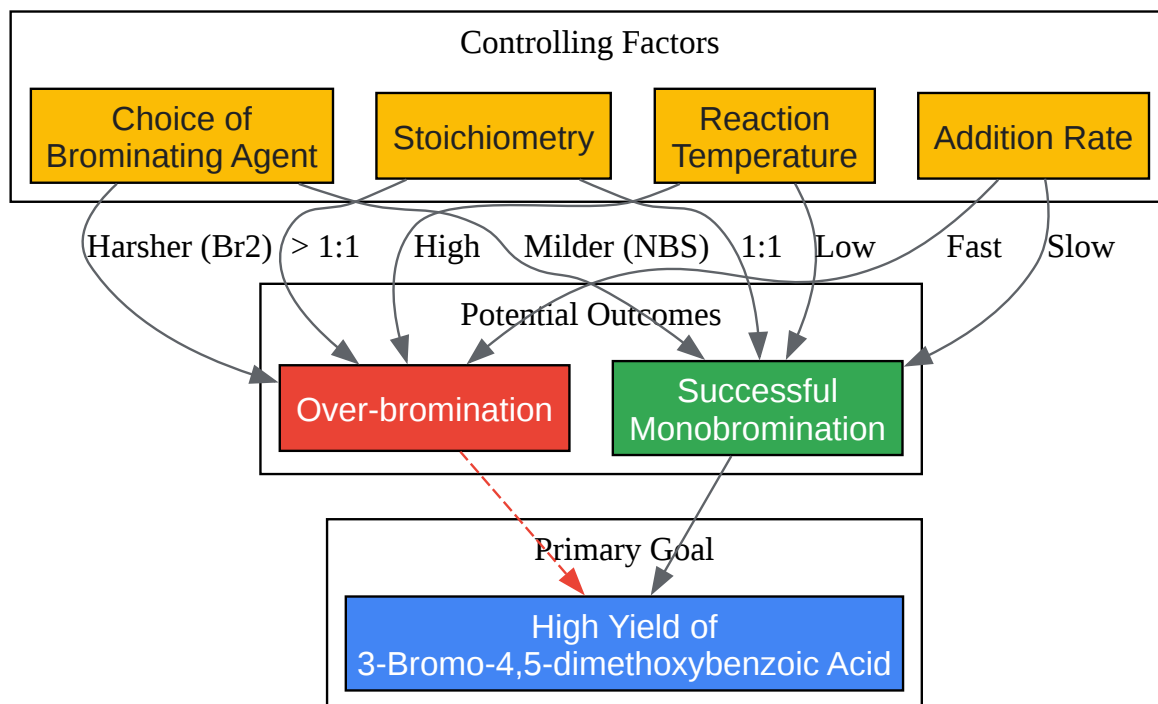 Controlling Factors
Choice of
Brominating Agent
Stoichiometry
Reaction
Temperature
Addition Rate
Harsher (Br2)
> 1:1
High
Milder (NBS)
1:1
Low
Fast
Slow
Potential Outcomes
Over-bromination
Successful
Monobromination
Primary Goal
High Yield of
3-Bromo-4,5-dimethoxybenzoic Acid